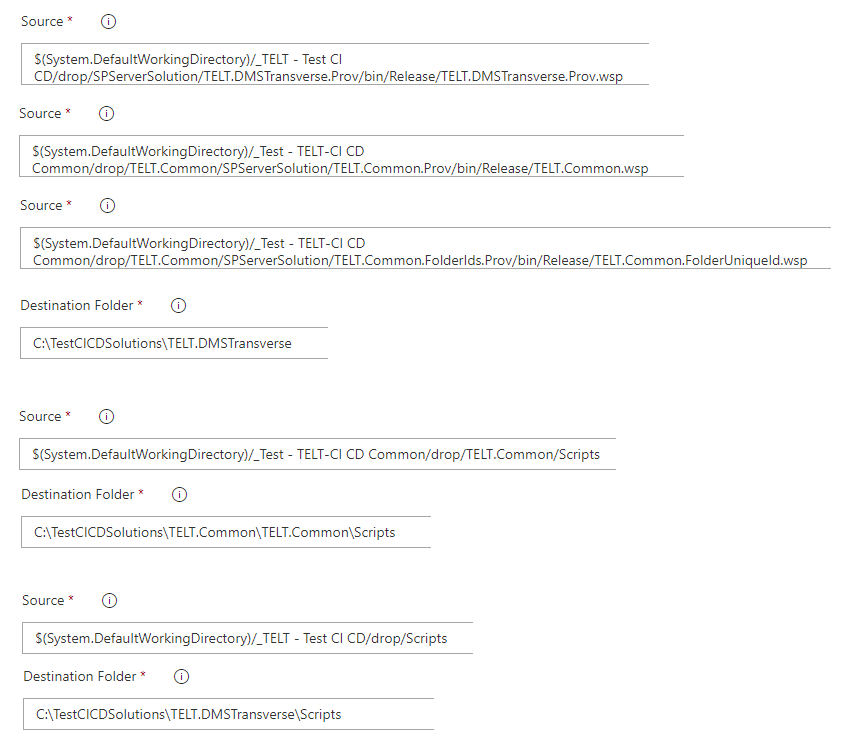 Source *
$(System.DefaultWorkingDirectory)/_TELT - Test CI
CD/drop/SPServerSolution/TELT.DMSTransverse.Prov/bin/Release/TELT.DMSTransverse.Prov.wsp
Source *
$(System.DefaultWorkingDirectory)/_Test - TELT-CI CD
Common/drop/TELT.Common/SPServerSolution/TELT.Common.Prov/bin/Release/TELT.Common.wsp
Source *
$(System.DefaultWorkingDirectory)/_Test - TELT-CI CD
Common/drop/TELT.Common/SPServerSolution/TELT.Common.FolderIds.Prov/bin/Release/TELT.Common.FolderUniqueId.wsp
Destination Folder *
C:\TestCICDSolutions\TELT.DMSTransverse
Source *
$(System.DefaultWorkingDirectory)/_Test - TELT-CI CD Common/drop/TELT.Common/Scripts
Destination Folder *
C:\TestCICDSolutions\TELT.Common\TELT.Common\Scripts
Source *
$(System.DefaultWorkingDirectory)/_TELT - Test CI CD/drop/Scripts
Destination Folder *
C:\TestCICDSolutions\TELT.DMSTransverse\Scripts